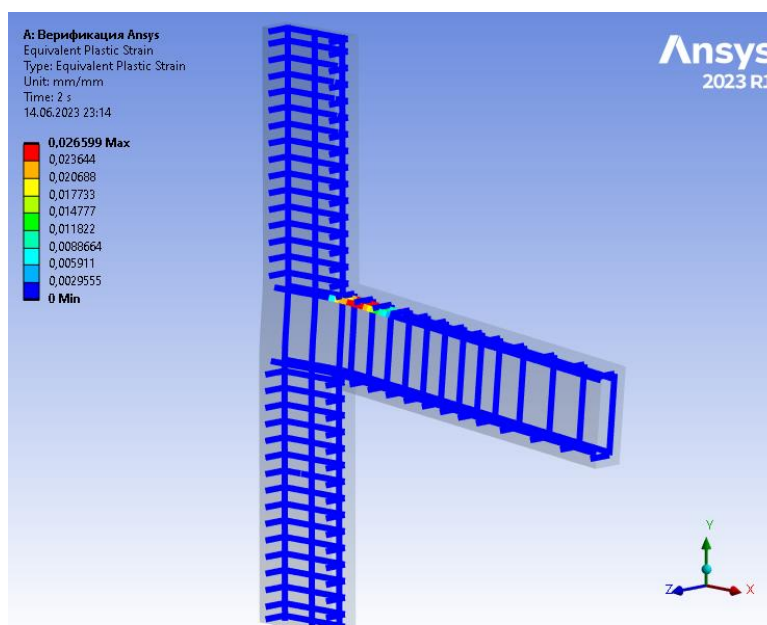 A: Верификация Ansys
Equivalent Plastic Strain
Type: Equivalent Plastic Strain
Unit: mm/mm
Time: 2 s
14.06.2023 23:14
0,026599 Max
0,023644
0,020688
0,017733
0,014777
0,011822
0,0088664
0,005911
0,0029555
0 Min
Ansys
2023 R1
Y
Z
X